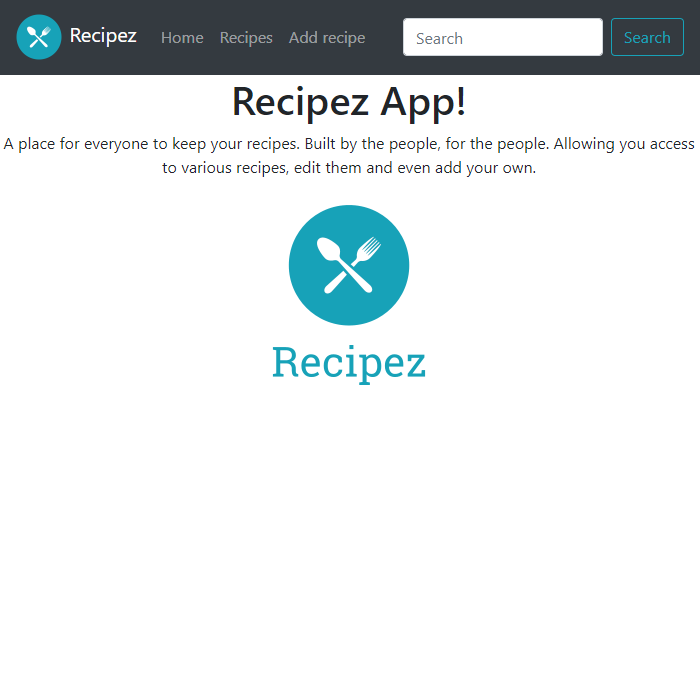 Recipez Home Recipes Add recipe Search Search
Recipez App!
A place for everyone to keep your recipes. Built by the people, for the people. Allowing you access
to various recipes, edit them and even add your own.
Recipez